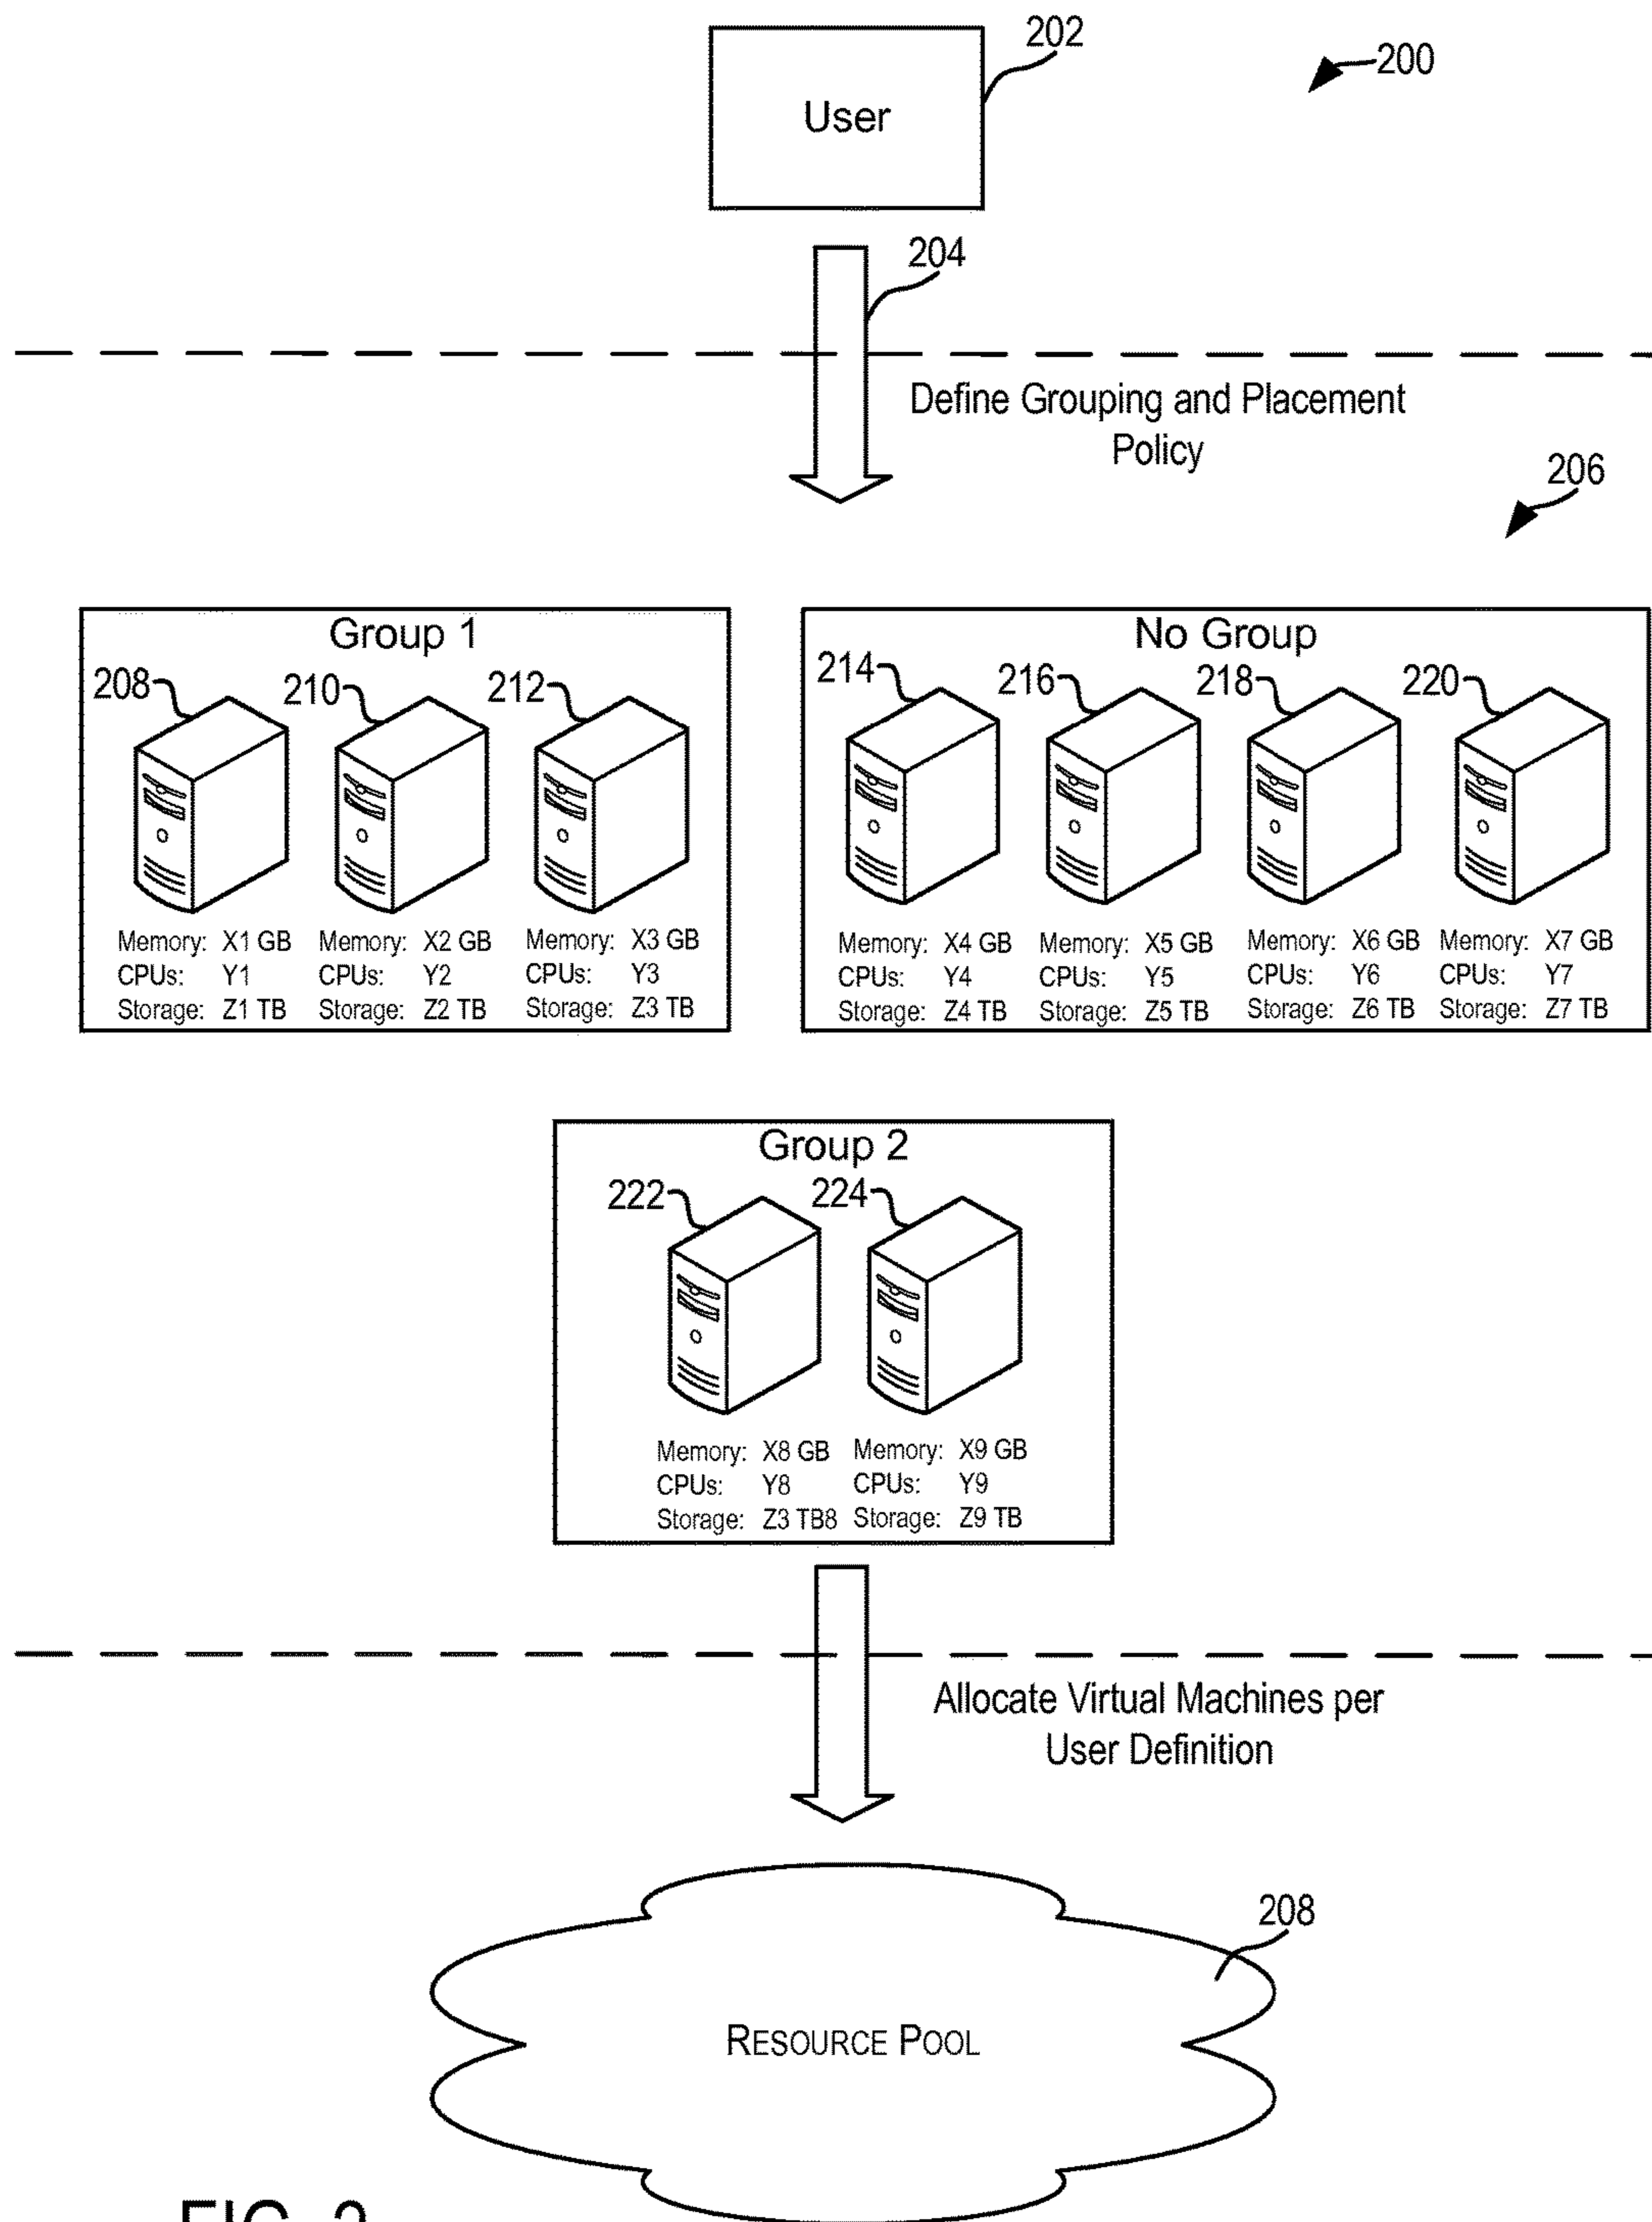 202
200
User
204
Define Grouping and Placement
Policy
206
Group 1
208
210
212
Memory: X1 GB
CPUs: Y1
Storage: Z1 TB
Memory: X2 GB
CPUs: Y2
Storage: Z2 TB
Memory: X3 GB
CPUs: Y3
Storage: Z3 TB
No Group
214
216
218
220
Memory: X4 GB
CPUs: Y4
Storage: Z4 TB
Memory: X5 GB
CPUs: Y5
Storage: Z5 TB
Memory: X6 GB
CPUs: Y6
Storage: Z6 TB
Memory: X7 GB
CPUs: Y7
Storage: Z7 TB
Group 2
222
224
Memory: X8 GB
CPUs: Y8
Storage: Z3 TB8
Memory: X9 GB
CPUs: Y9
Storage: Z9 TB
Allocate Virtual Machines per
User Definition
208
RESOURCE POOL
FIG.